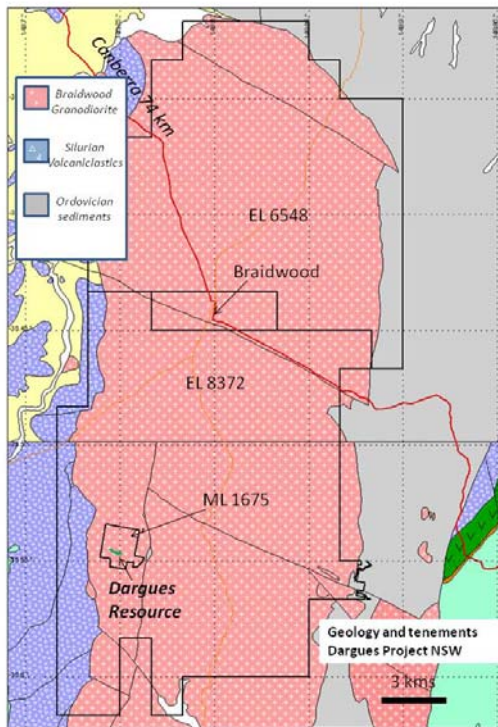 Canberra 74 km
Braidwood
Granodiorite
Silurian
Volcaniclastics
Ordovician
sediments
EL 6548
Braidwood
EL 8372
ML 1675
Dargues
Resource
Geology and tenements
Dargues Project NSW
3 kms